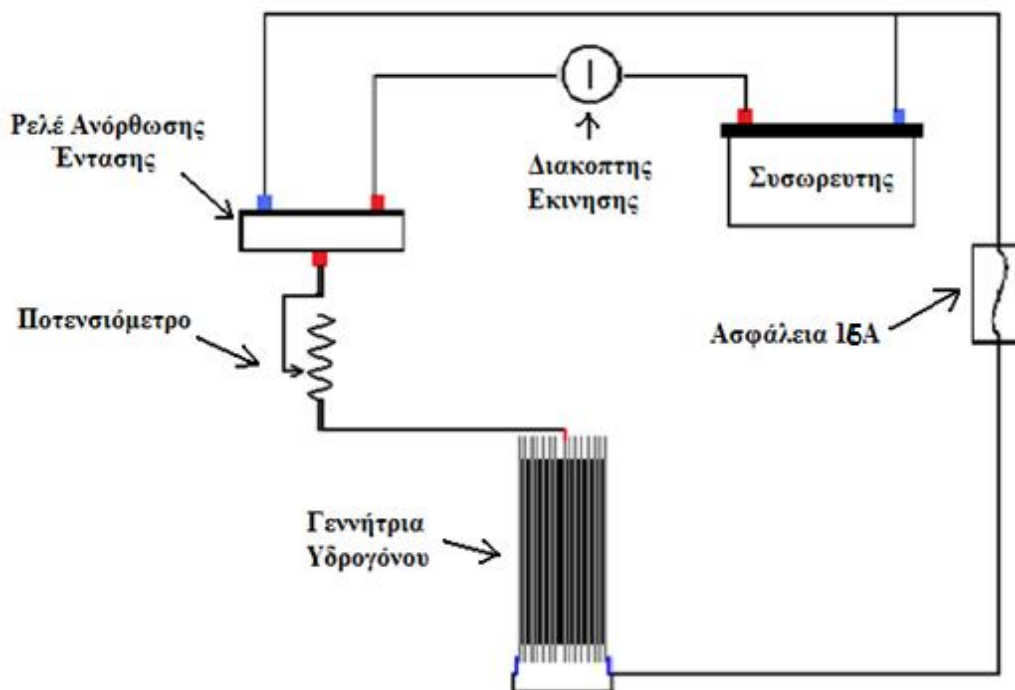 Ρελέ Ανόρθωσης
Έντασης
Διακοπτης
Εκινησης
Συσωρευτης
Ποτενσιόμετρο
Ασφάλεια 15Α
Γεννήτρια
Υδρογόνου